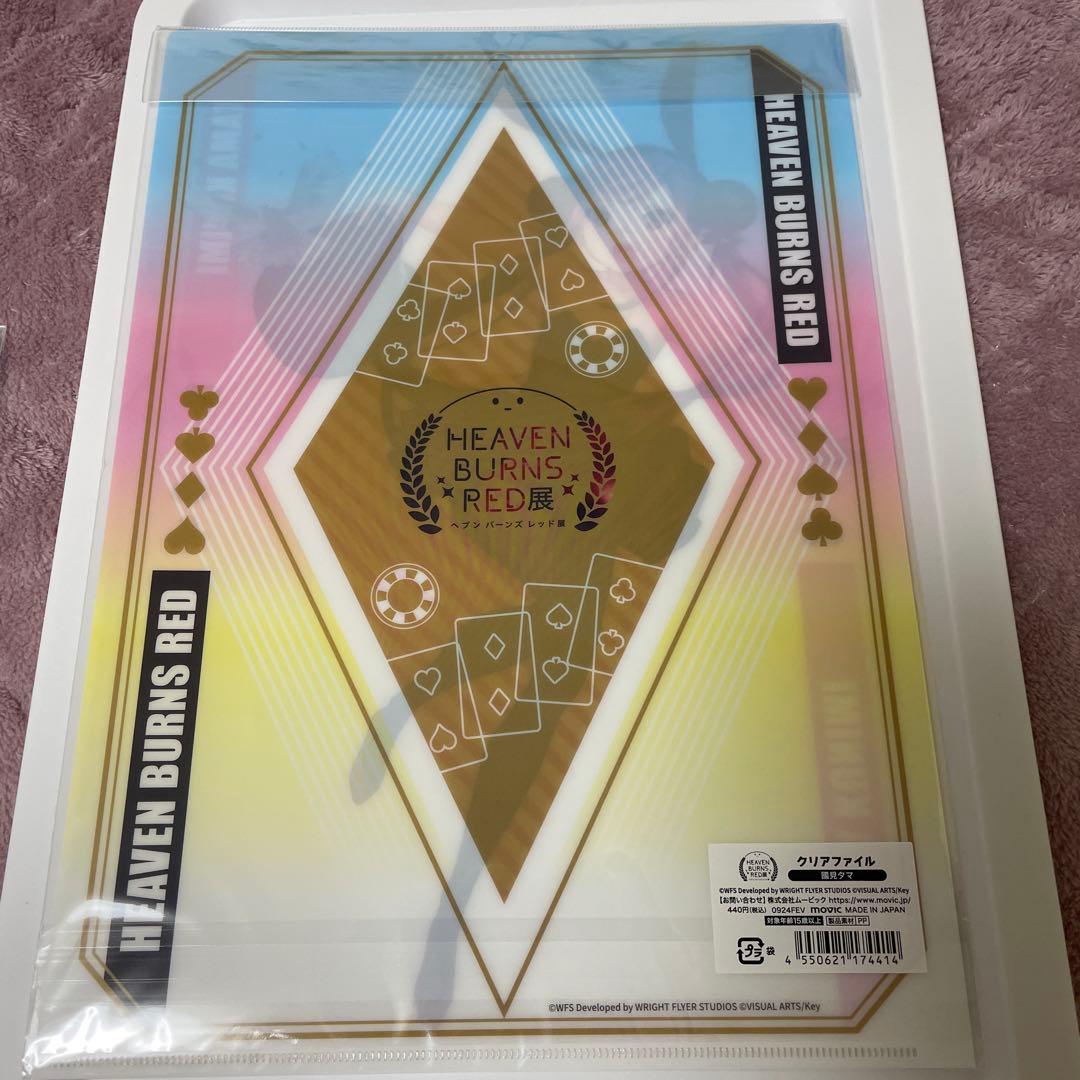 HEAVEN BURNS RED
HEAVEN
BURNS
RED展
ヘブン バーンズ レッド展
HEAVEN BURNS RED
HEAVEN
BURNS
RED展
クリアファイル
國見タマ
©WFS Developed by WRIGHT FLYER STUDIOS ©VISUAL ARTS/Key
【お問い合わせ】株式会社ムービック https://www.movic.jp/
440円(税込) 0924FEV movic MADE IN JAPAN
対象年齢15歳以上 製品素材 PP
プラ 袋
4 550621 174414
©WFS Developed by WRIGHT FLYER STUDIOS ©VISUAL ARTS/Key